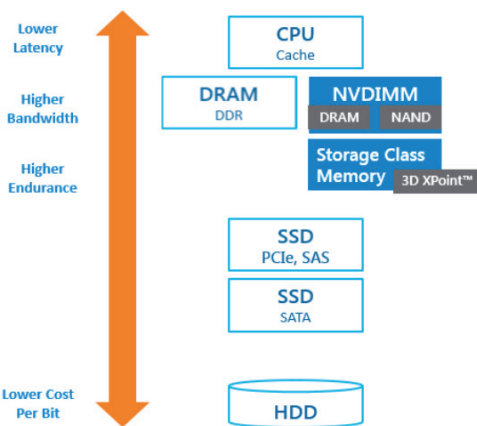 Lower
Latency
CPU
Cache
Higher
Bandwidth
DRAM
DDR
NVDIMM
DRAM NAND
Higher
Endurance
Storage Class
Memory
3D XPoint™
SSD
PCIe, SAS
SSD
SATA
Lower Cost
Per Bit
HDD